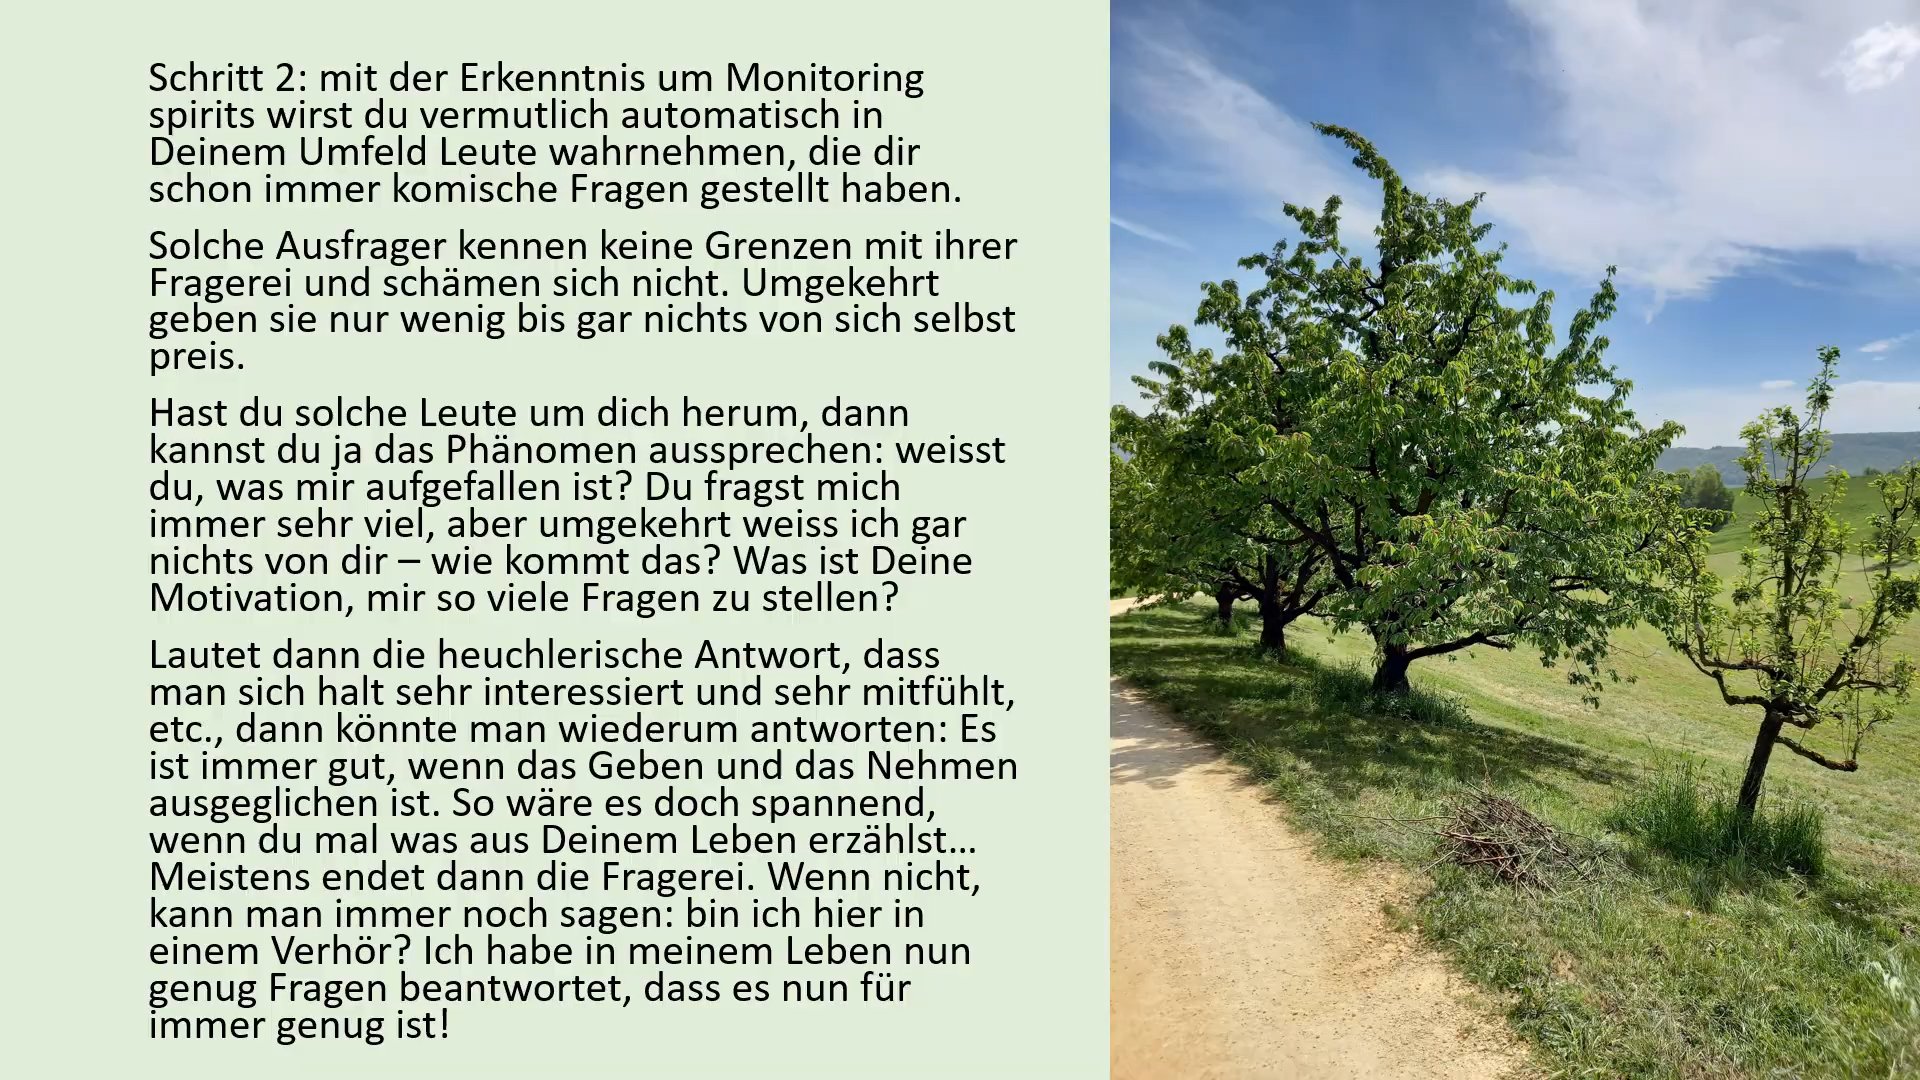 Schritt 2: mit der Erkenntnis um Monitoring
spirits wirst du vermutlich automatisch in
Deinem Umfeld Leute wahrnehmen, die dir
schon immer komische Fragen gestellt haben.
Solche Ausfrager kennen keine Grenzen mit ihrer
Fragerei und schämen sich nicht. Umgekehrt
geben sie nur wenig bis gar nichts von sich selbst
preis.
Hast du solche Leute um dich herum, dann
kannst du ja das Phänomen aussprechen: weisst
du, was mir aufgefallen ist? Du fragst mich
immer sehr viel, aber umgekehrt weiss ich gar
nichts von dir – wie kommt das? Was ist Deine
Motivation, mir so viele Fragen zu stellen?
Lautet dann die heuchlerische Antwort, dass
man sich halt sehr interessiert und sehr mitfühlt,
etc., dann könnte man wiederum antworten: Es
ist immer gut, wenn das Geben und das Nehmen
ausgeglichen ist. So wäre es doch spannend,
wenn du mal was aus Deinem Leben erzählst…
Meistens endet dann die Fragerei. Wenn nicht,
kann man immer noch sagen: bin ich hier in
einem Verhör? Ich habe in meinem Leben nun
genug Fragen beantwortet, dass es nun für
immer genug ist!